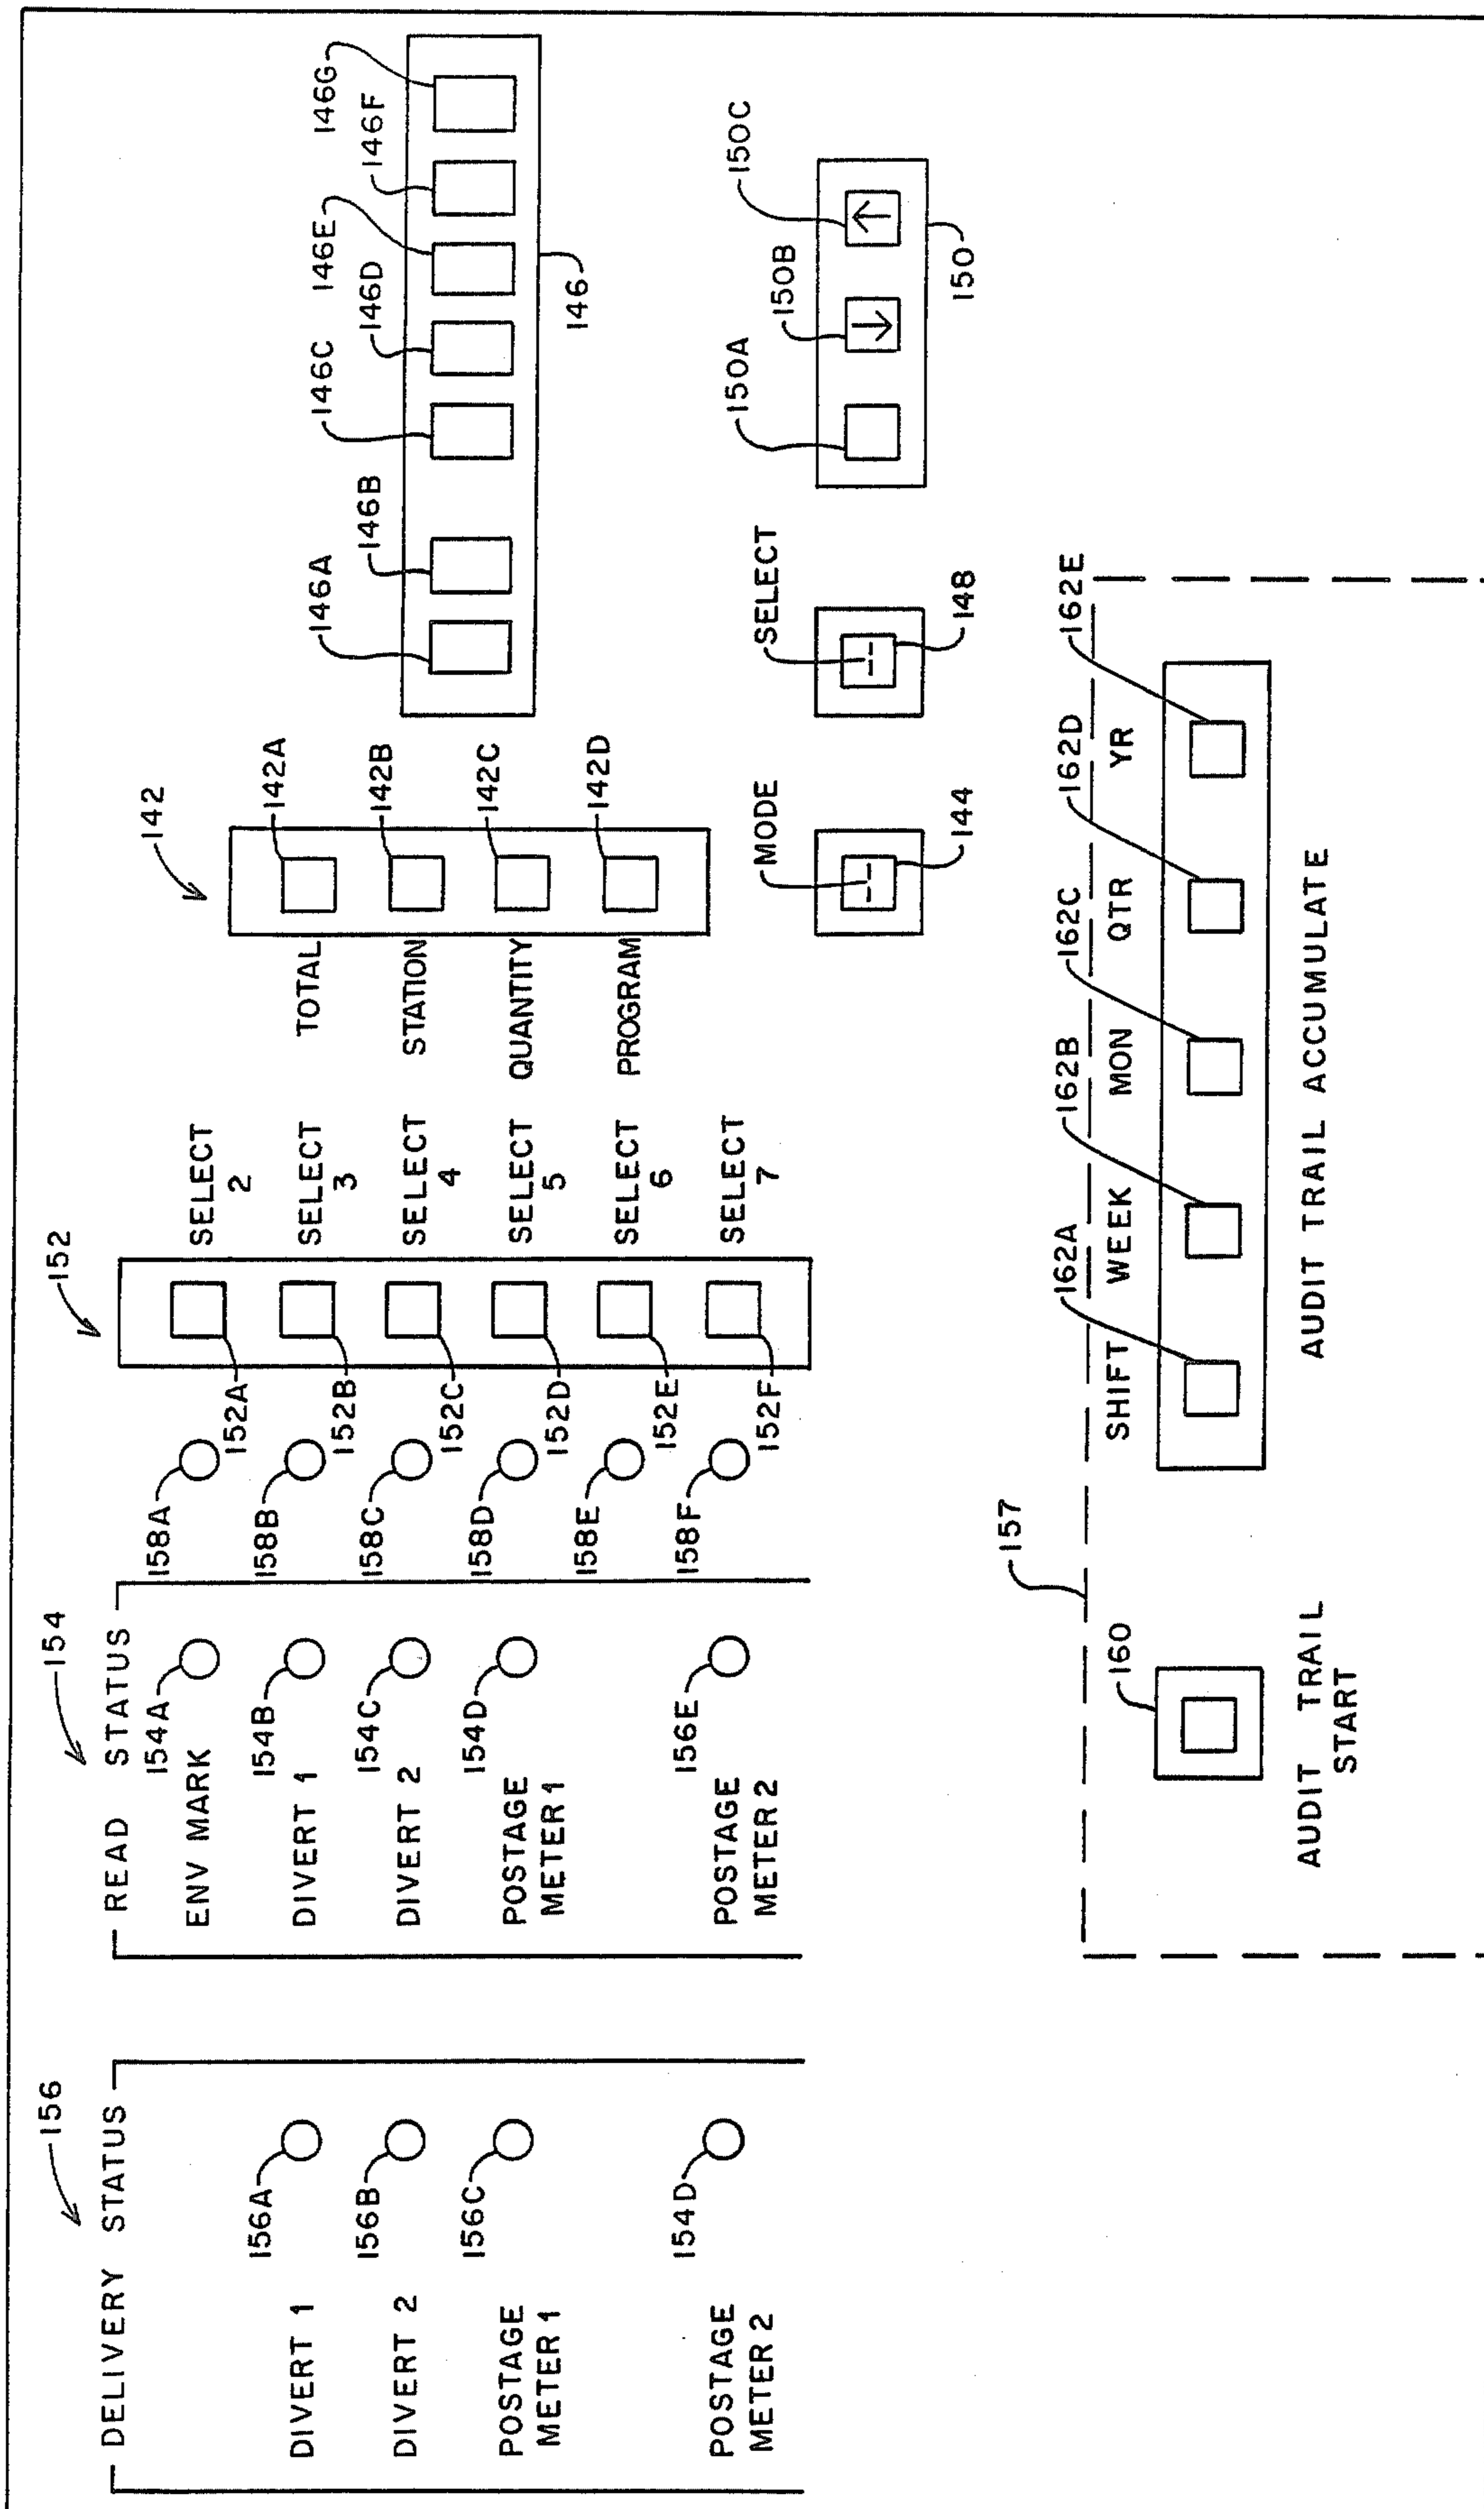 156
DELIVERY STATUS
156A
DIVERT 1
156B
DIVERT 2
156C
POSTAGE
METER 1
154D
POSTAGE
METER 2
154
READ STATUS
154A
ENV MARK
154B
DIVERT 1
154C
DIVERT 2
154D
POSTAGE
METER 1
156E
POSTAGE
METER 2
158A
158B
158C
158D
158E
158F
152
152A
152B
152C
152D
152E
152F
SELECT
2
SELECT
3
SELECT
4
SELECT
5
SELECT
6
SELECT
7
142
TOTAL
142A
STATION
142B
QUANTITY
142C
PROGRAM
142D
146A
146B
146C
146D
146E
146F
146G
146
MODE
144
SELECT
148
150A
150B
150C
150
157
160
AUDIT TRAIL
START
162A
162B
162C
162D
162E
SHIFT WEEK MON QTR YR
AUDIT TRAIL ACCUMULATE